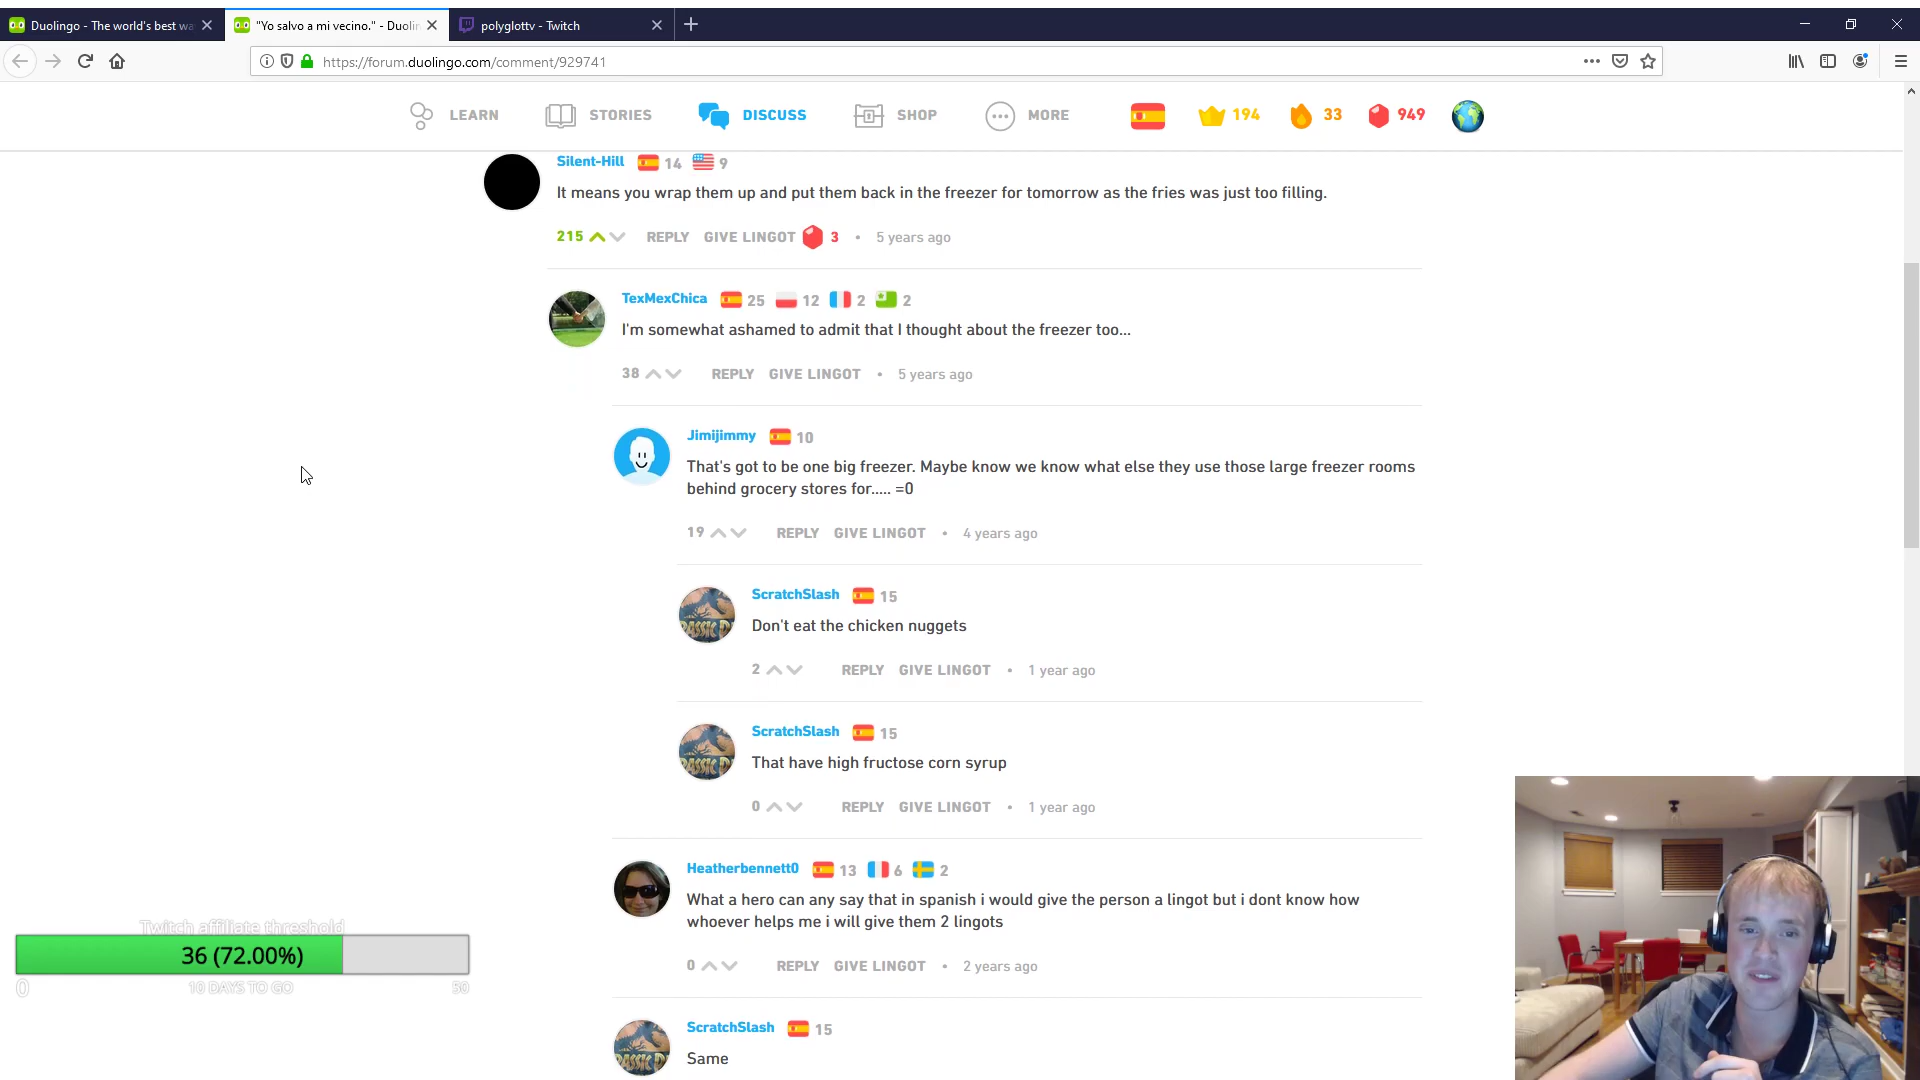 Duolingo - The world's best wa
"Yo salvo a mi vecino." - Duolin
polyglottv - Twitch
https://forum.duolingo.com/comment/929741
LEARN
STORIES
DISCUSS
SHOP
MORE
194
33
949
Silent-Hill 14 9
It means you wrap them up and put them back in the freezer for tomorrow as the fries was just too filling.
215 REPLY GIVE LINGOT 3 • 5 years ago
TexMexChica 25 12 2 2
I'm somewhat ashamed to admit that I thought about the freezer too...
38 REPLY GIVE LINGOT • 5 years ago
Jimijimmy 10
That's got to be one big freezer. Maybe know we know what else they use those large freezer rooms
behind grocery stores for..... =0
19 REPLY GIVE LINGOT • 4 years ago
ScratchSlash 15
Don't eat the chicken nuggets
2 REPLY GIVE LINGOT • 1 year ago
ScratchSlash 15
That have high fructose corn syrup
0 REPLY GIVE LINGOT • 1 year ago
Heatherbennett0 13 6 2
What a hero can any say that in spanish i would give the person a lingot but i dont know how
whoever helps me i will give them 2 lingots
0 REPLY GIVE LINGOT • 2 years ago
ScratchSlash 15
Same
Twitch affiliate threshold
36 (72.00%)
0 10 DAYS TO GO 50